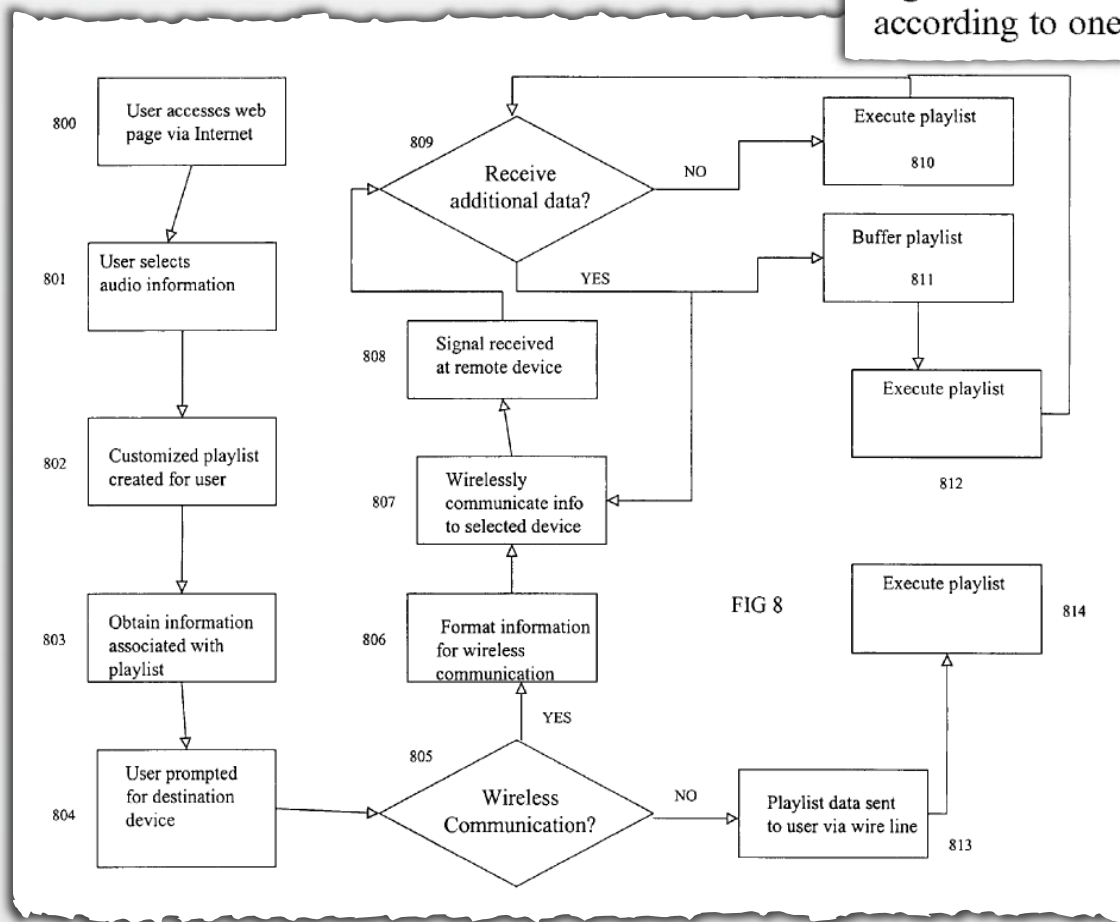 according to one
800
User accesses web
page via Internet
801
User selects
audio information
802
Customized playlist
created for user
803
Obtain information
associated with
playlist
804
User prompted
for destination
device
805
Wireless
Communication?
YES
NO
806
Format information
for wireless
communication
807
Wirelessly
communicate info
to selected device
808
Signal received
at remote device
809
Receive
additional data?
NO
YES
Execute playlist
810
Buffer playlist
811
Execute playlist
812
Playlist data sent
to user via wire line
813
Execute playlist
814
FIG 8